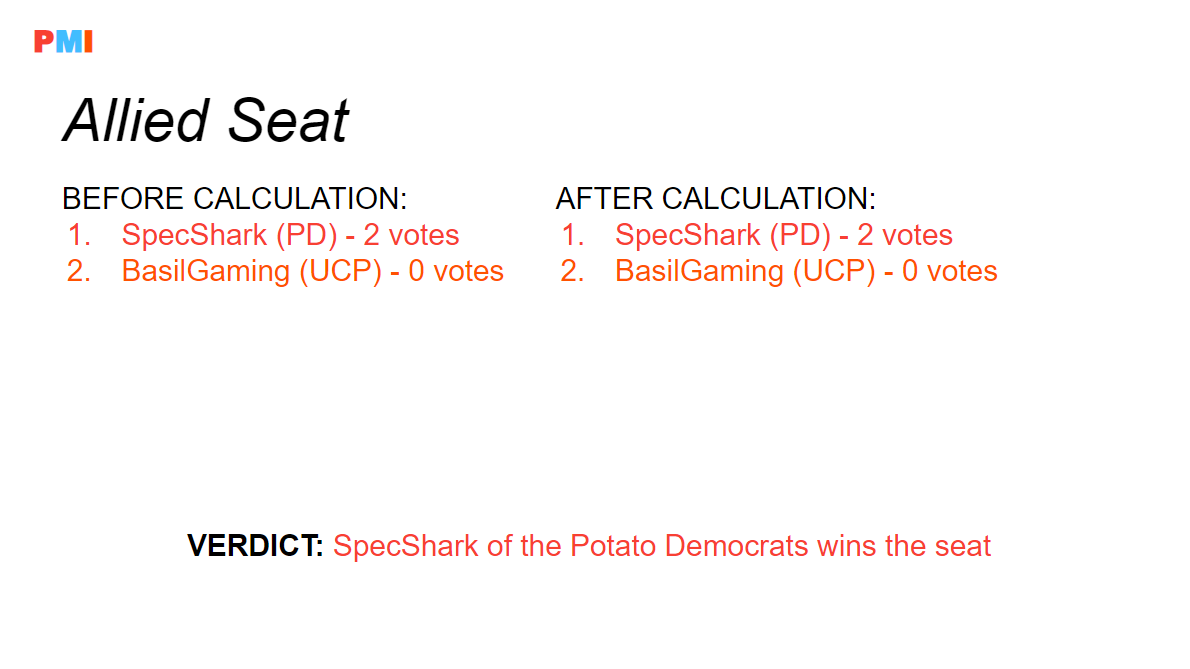 PMI
Allied Seat
BEFORE CALCULATION:
1. SpecShark (PD) - 2 votes
2. BasilGaming (UCP) - 0 votes
AFTER CALCULATION:
1. SpecShark (PD) - 2 votes
2. BasilGaming (UCP) - 0 votes
VERDICT: SpecShark of the Potato Democrats wins the seat